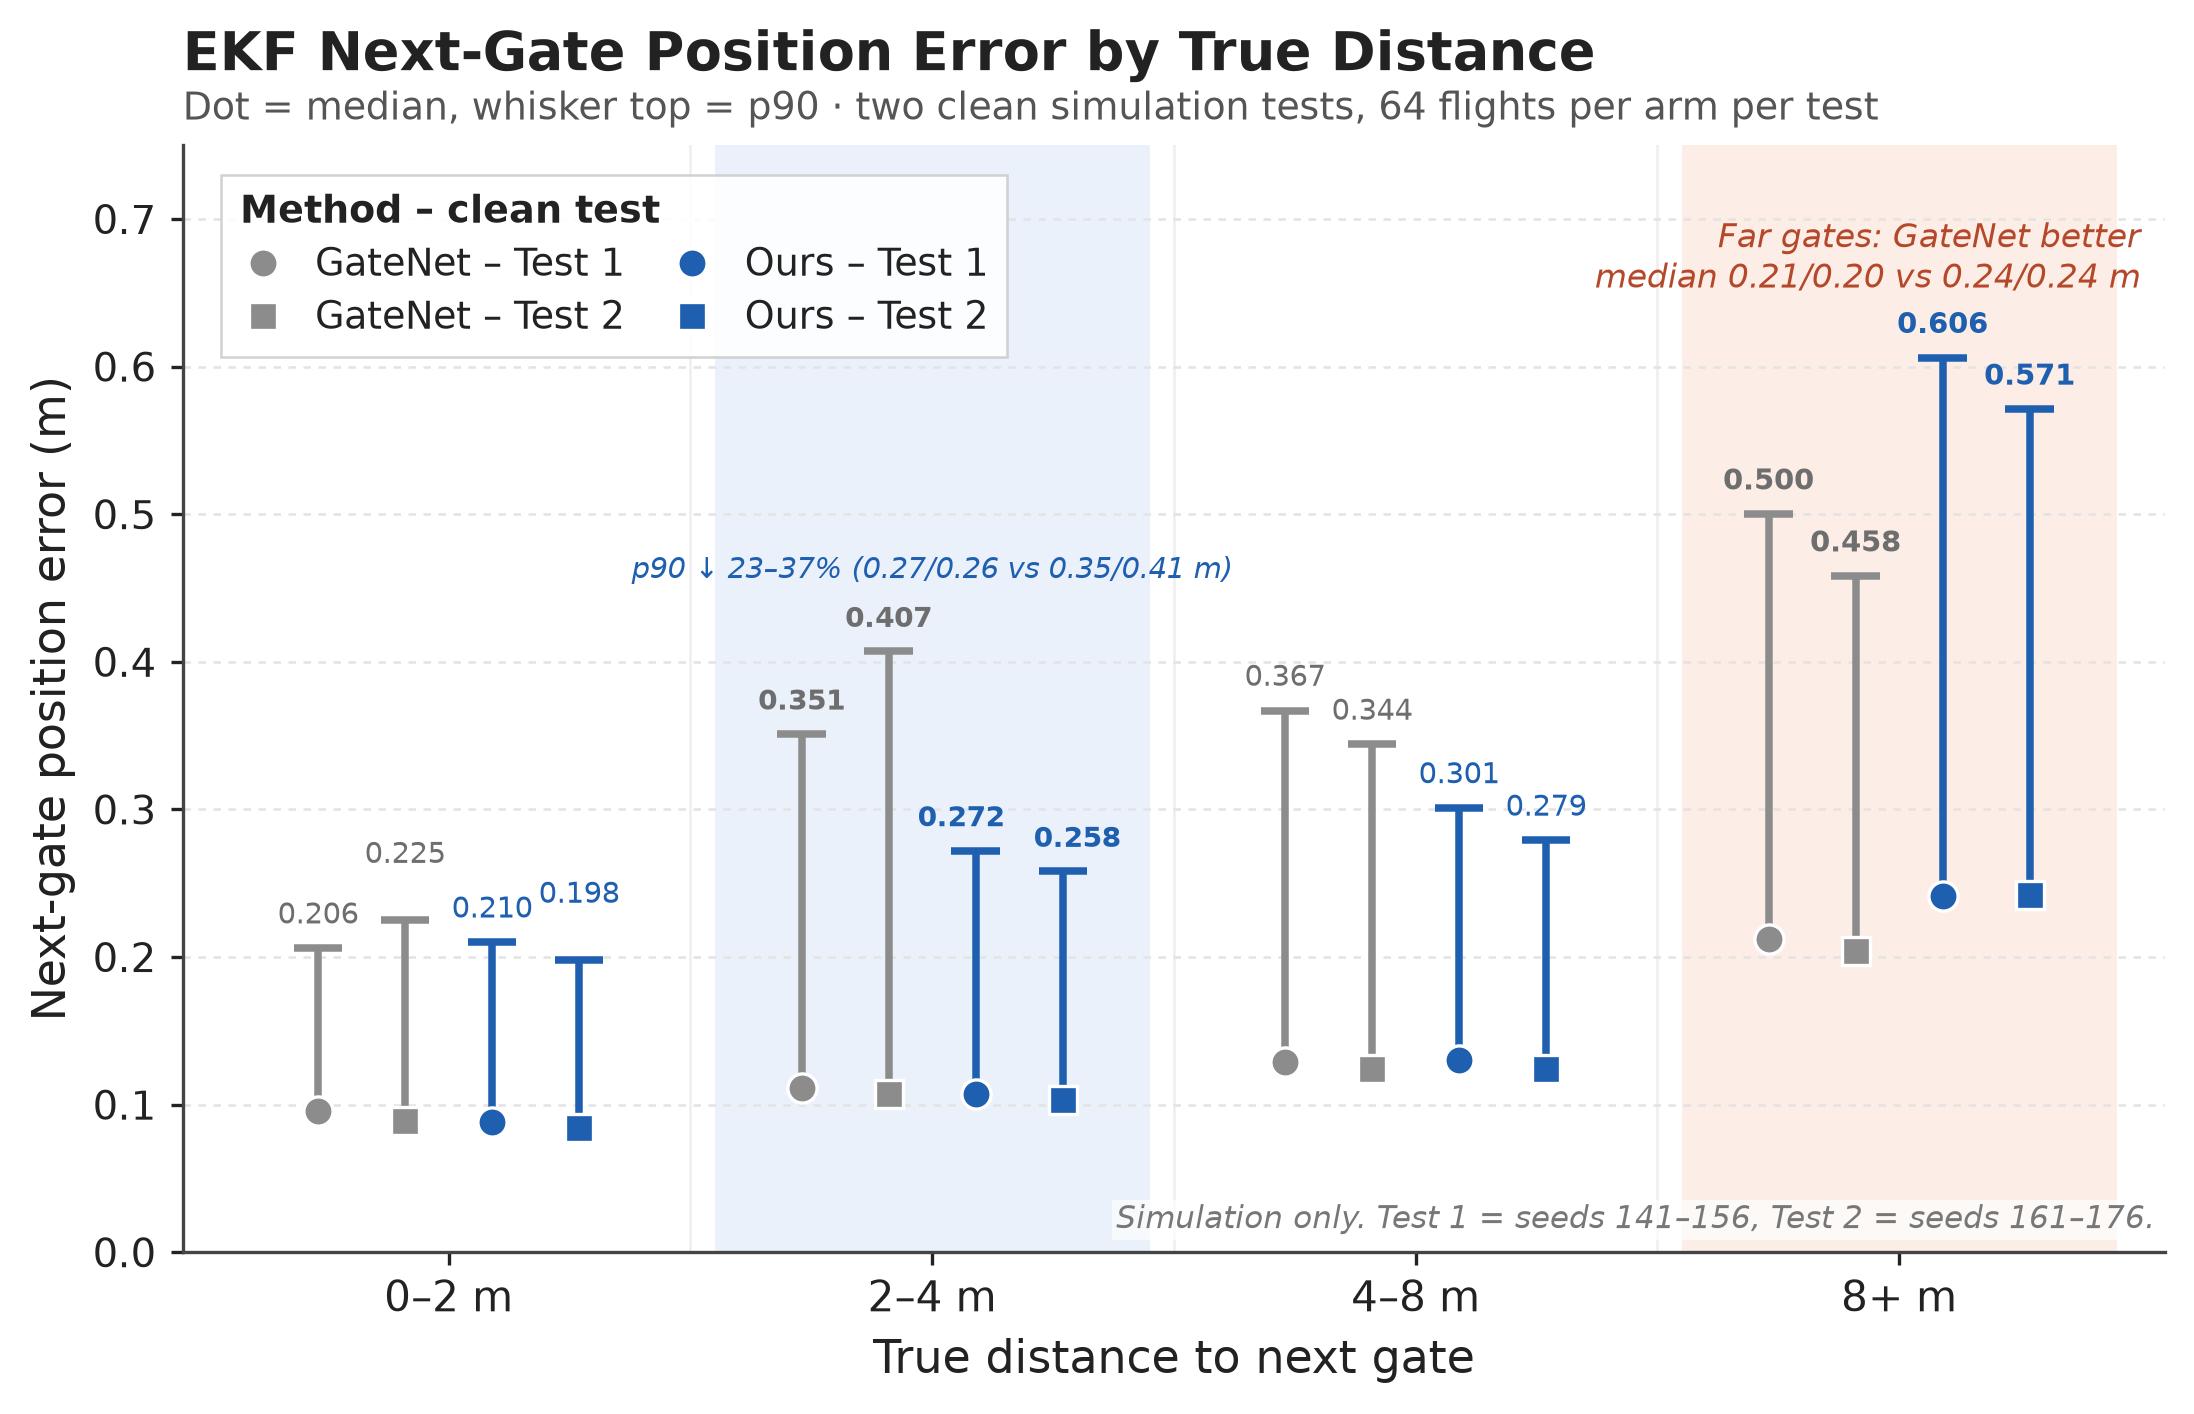 EKF Next-Gate Position Error by True Distance
Dot = median, whisker top = p90 · two clean simulation tests, 64 flights per arm per test
Method – clean test
GateNet – Test 1
GateNet – Test 2
Ours – Test 1
Ours – Test 2
Far gates: GateNet better
median 0.21/0.20 vs 0.24/0.24 m
p90 ↓ 23–37% (0.27/0.26 vs 0.35/0.41 m)
0.206
0.225
0.210
0.198
0.351
0.407
0.272
0.258
0.367
0.344
0.301
0.279
0.500
0.458
0.606
0.571
Simulation only. Test 1 = seeds 141–156, Test 2 = seeds 161–176.
Next-gate position error (m)
0.7
0.6
0.5
0.4
0.3
0.2
0.1
0.0
0–2 m
2–4 m
4–8 m
8+ m
True distance to next gate